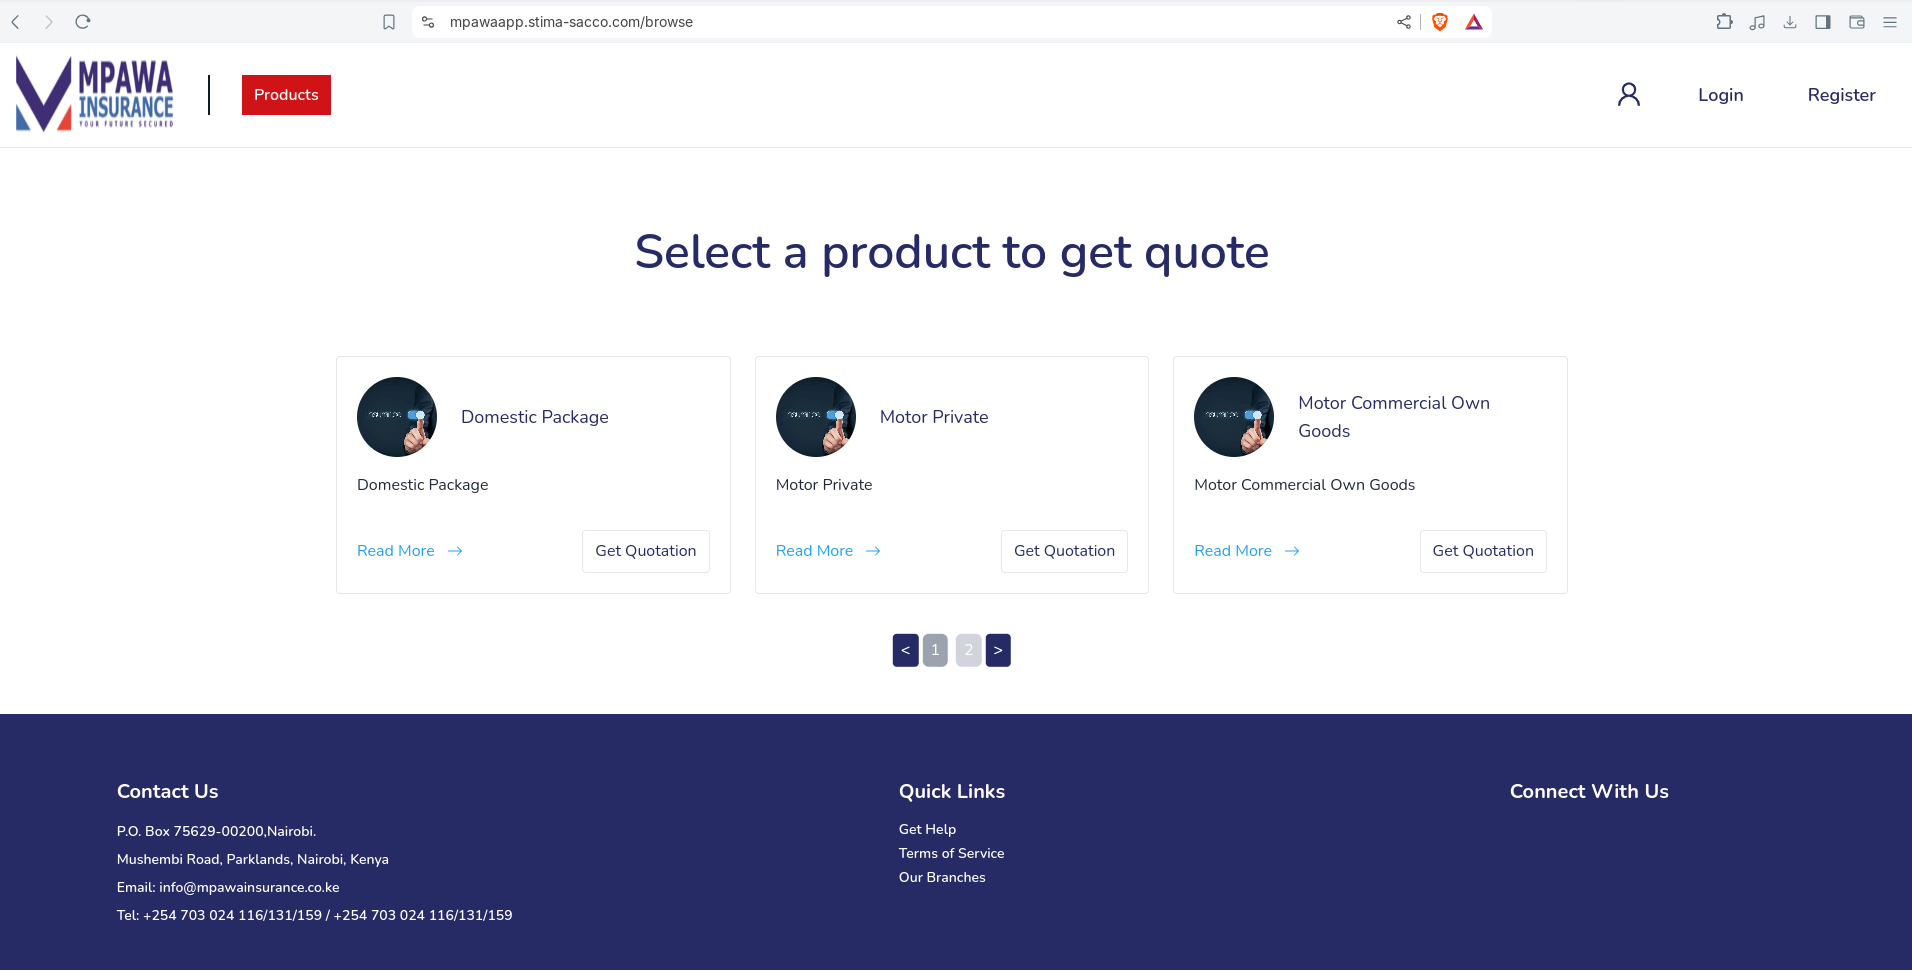 mpawaapp.stima-sacco.com/browse
MPAWA
INSURANCE
YOUR FUTURE SECURED
Products
Login
Register
Select a product to get quote
Domestic Package
Domestic Package
Read More
Get Quotation
Motor Private
Motor Private
Read More
Get Quotation
Motor Commercial Own
Goods
Motor Commercial Own Goods
Read More
Get Quotation
< 1 2 >
Contact Us
P.O. Box 75629-00200,Nairobi.
Mushembi Road, Parklands, Nairobi, Kenya
Email: info@mpawainsurance.co.ke
Tel: +254 703 024 116/131/159 / +254 703 024 116/131/159
Quick Links
Get Help
Terms of Service
Our Branches
Connect With Us